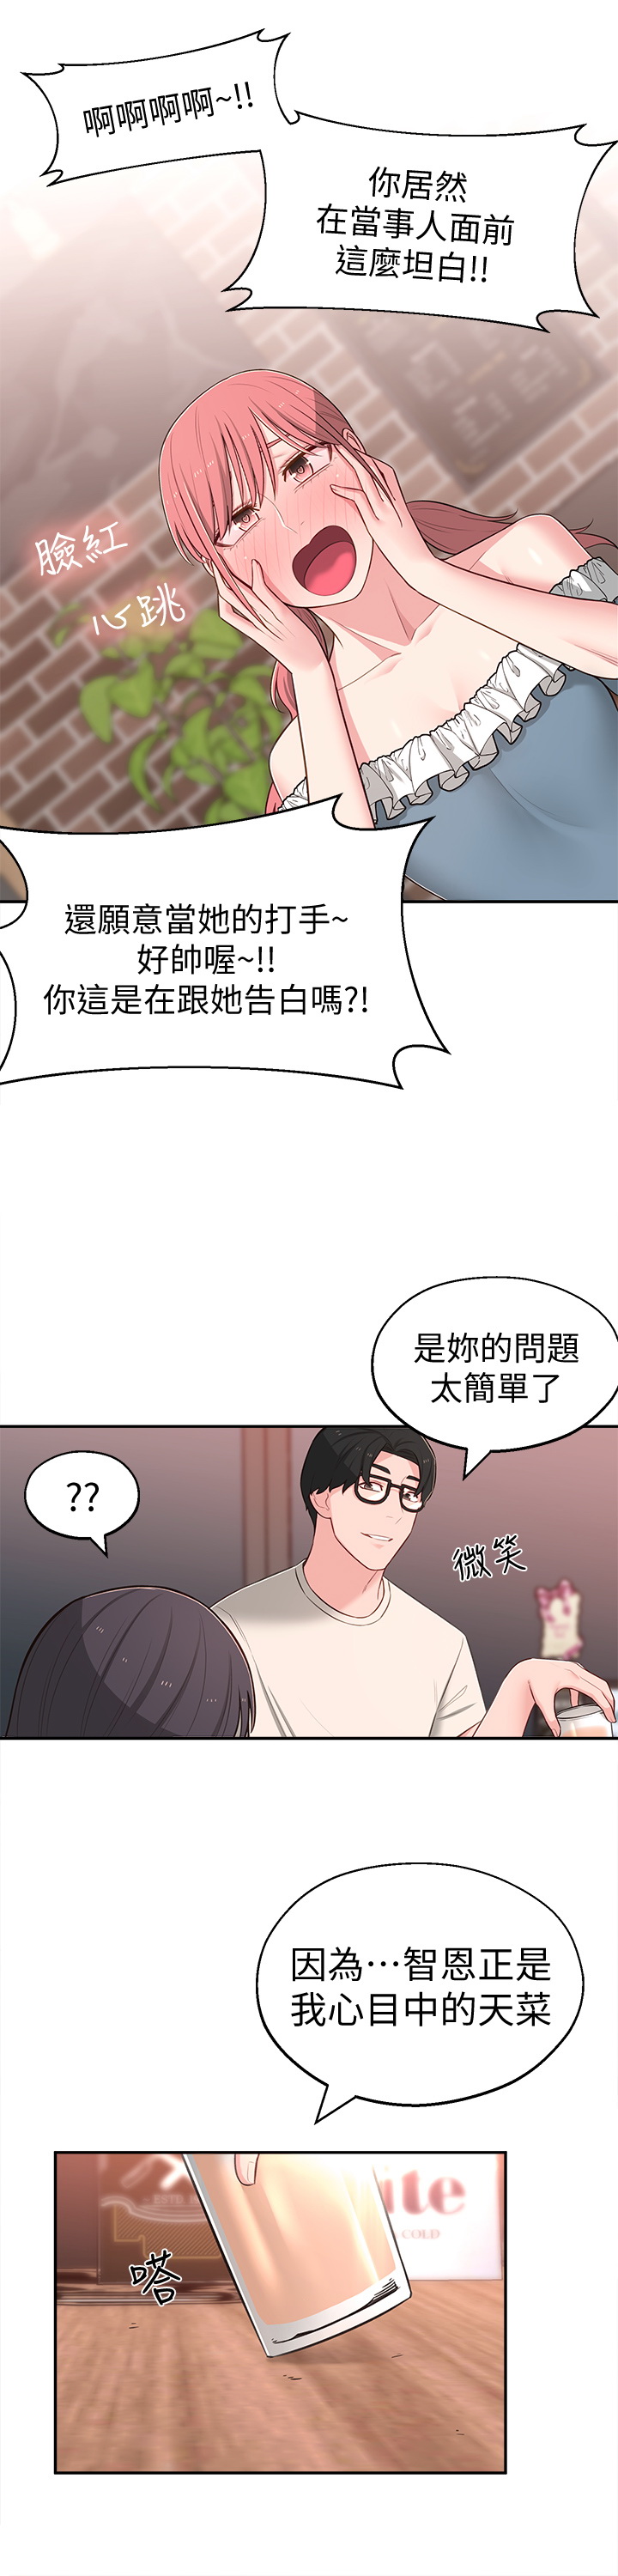 啊啊啊啊~!!
你居然
在當事人面前
這麼坦白!!
臉紅
心跳
還願意當她的打手~
好帥喔~!!
你這是在跟她告白嗎?!
是妳的問題
太簡單了
??
微笑
因為⋯智恩正是
我心目中的天菜
ESTD
ite
COLD
嗒